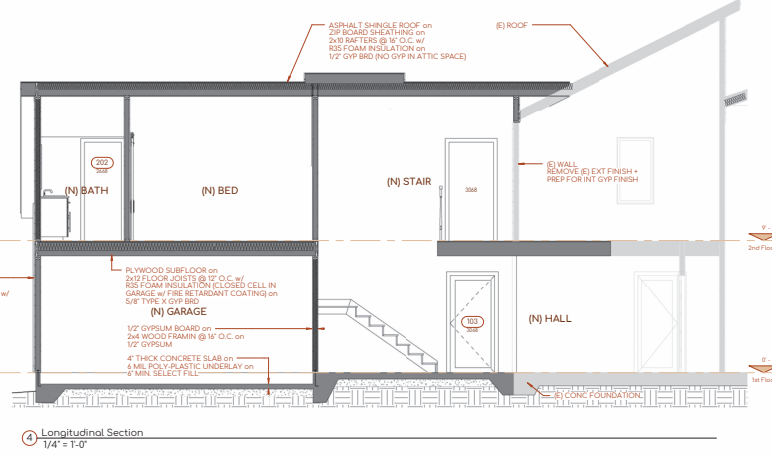 ASPHALT SHINGLE ROOF on
ZIP BOARD SHEATHING on
2x10 RAFTERS @ 16" O.C. w/
R35 FOAM INSULATION on
1/2" GYP BRD (NO GYP IN ATTIC SPACE)
(E) ROOF
202
2668
(N) BATH
(N) BED
(N) STAIR
3068
(E) WALL
REMOVE (E) EXT FINISH +
PREP FOR INT GYP FINISH
9' -
2nd Floo
PLYWOOD SUBFLOOR on
2x12 FLOOR JOISTS @ 12" O.C. w/
R35 FOAM INSULATION (CLOSED CELL IN
GARAGE w/ FIRE RETARDANT COATING) on
5/8" TYPE X GYP BRD
w/
(N) GARAGE
1/2" GYPSUM BOARD on
2x4 WOOD FRAMIN @ 16" O.C. on
1/2" GYPSUM
103
3068
(N) HALL
4" THICK CONCRETE SLAB on
6 MIL POLY-PLASTIC UNDERLAY on
6" MIN. SELECT FILL
0' -
1st Floo
(E) CONC FOUNDATION
4
Longitudinal Section
1/4" = 1'-0"